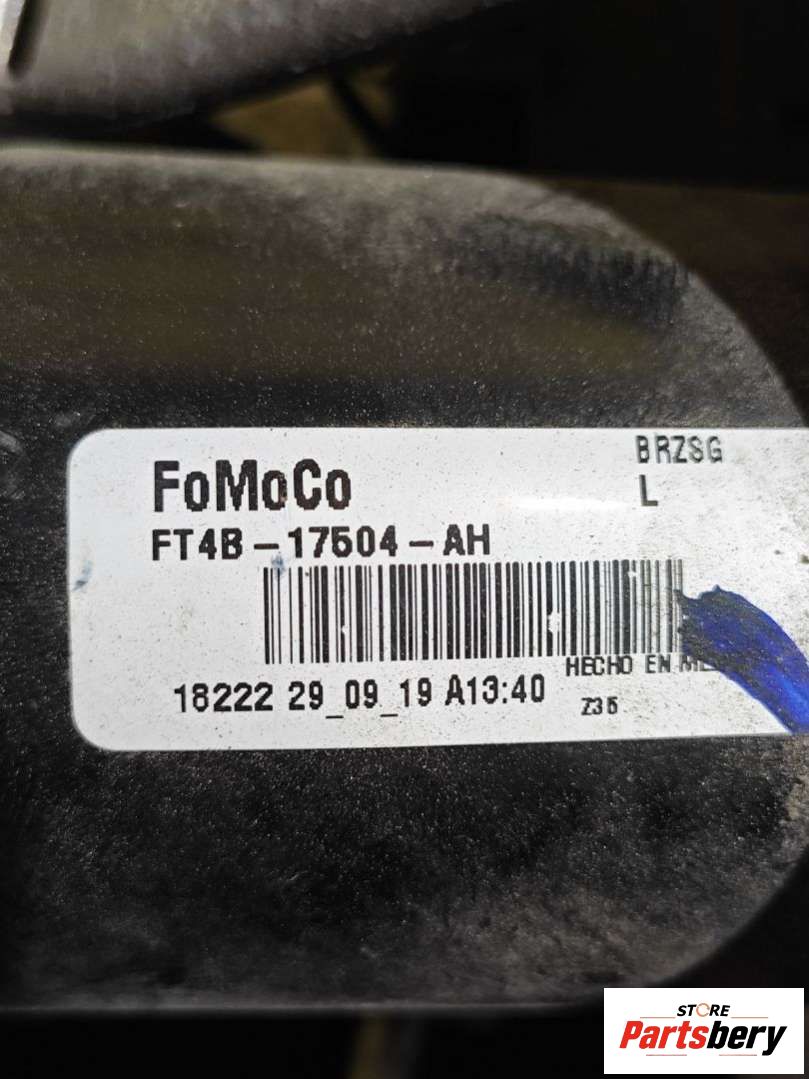 FoMoCo
BRZSG
L
FT4B-17504-AH
HECHO EN
18222 29_09_19 A13:40
Z35
STORE
Partsbery